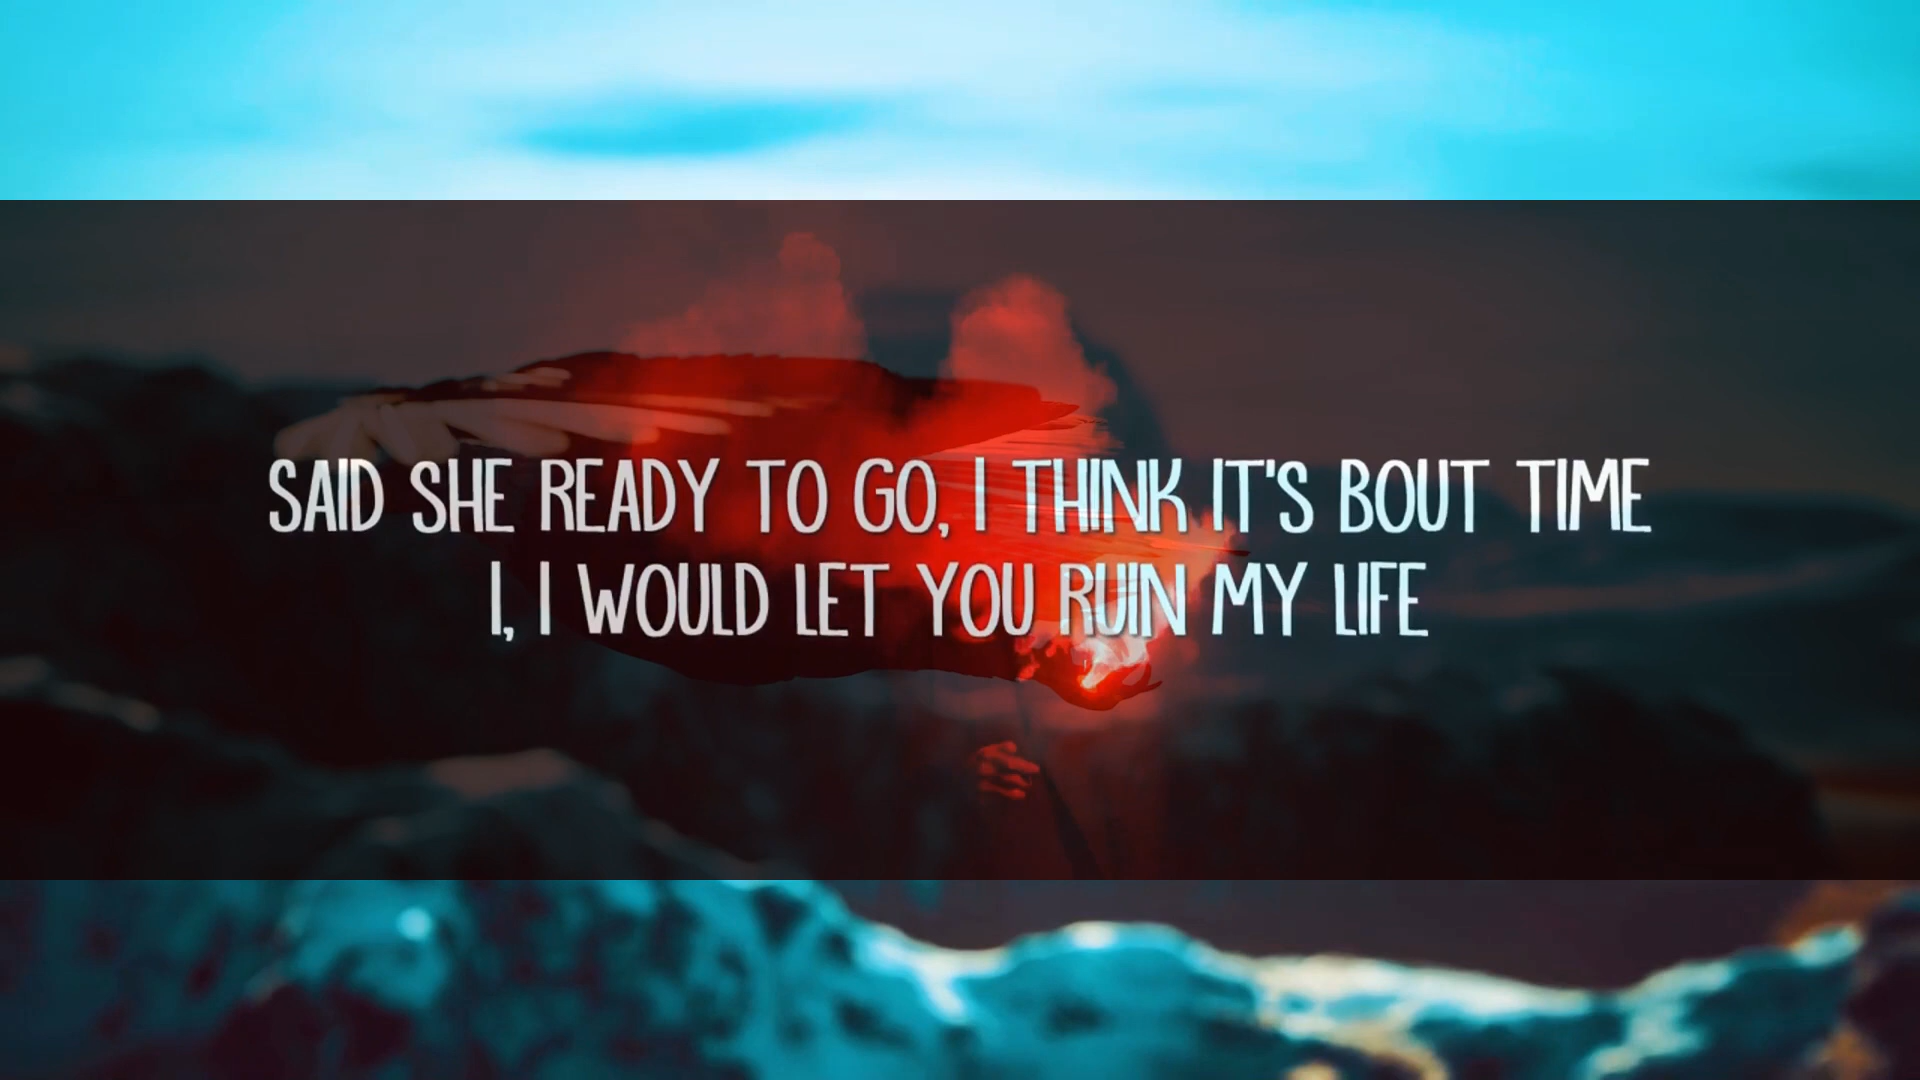 SAID SHE READY TO GO, I THINK IT'S BOUT TIME
I, I WOULD LET YOU RUIN MY LIFE